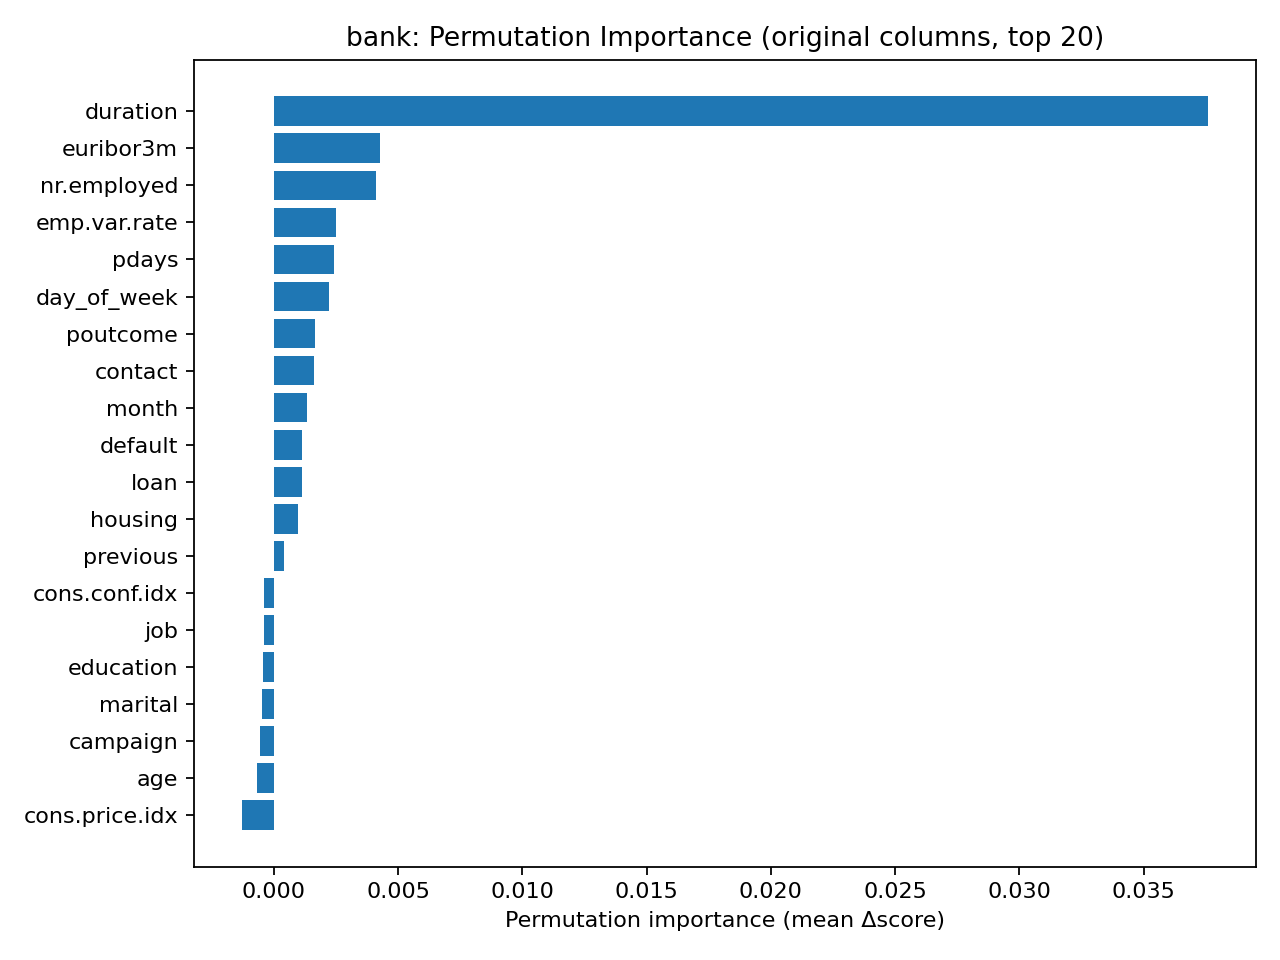 bank: Permutation Importance (original columns, top 20)
duration
euribor3m
nr.employed
emp.var.rate
pdays
day_of_week
poutcome
contact
month
default
loan
housing
previous
cons.conf.idx
job
education
marital
campaign
age
cons.price.idx
0.000 0.005 0.010 0.015 0.020 0.025 0.030 0.035
Permutation importance (mean Δscore)